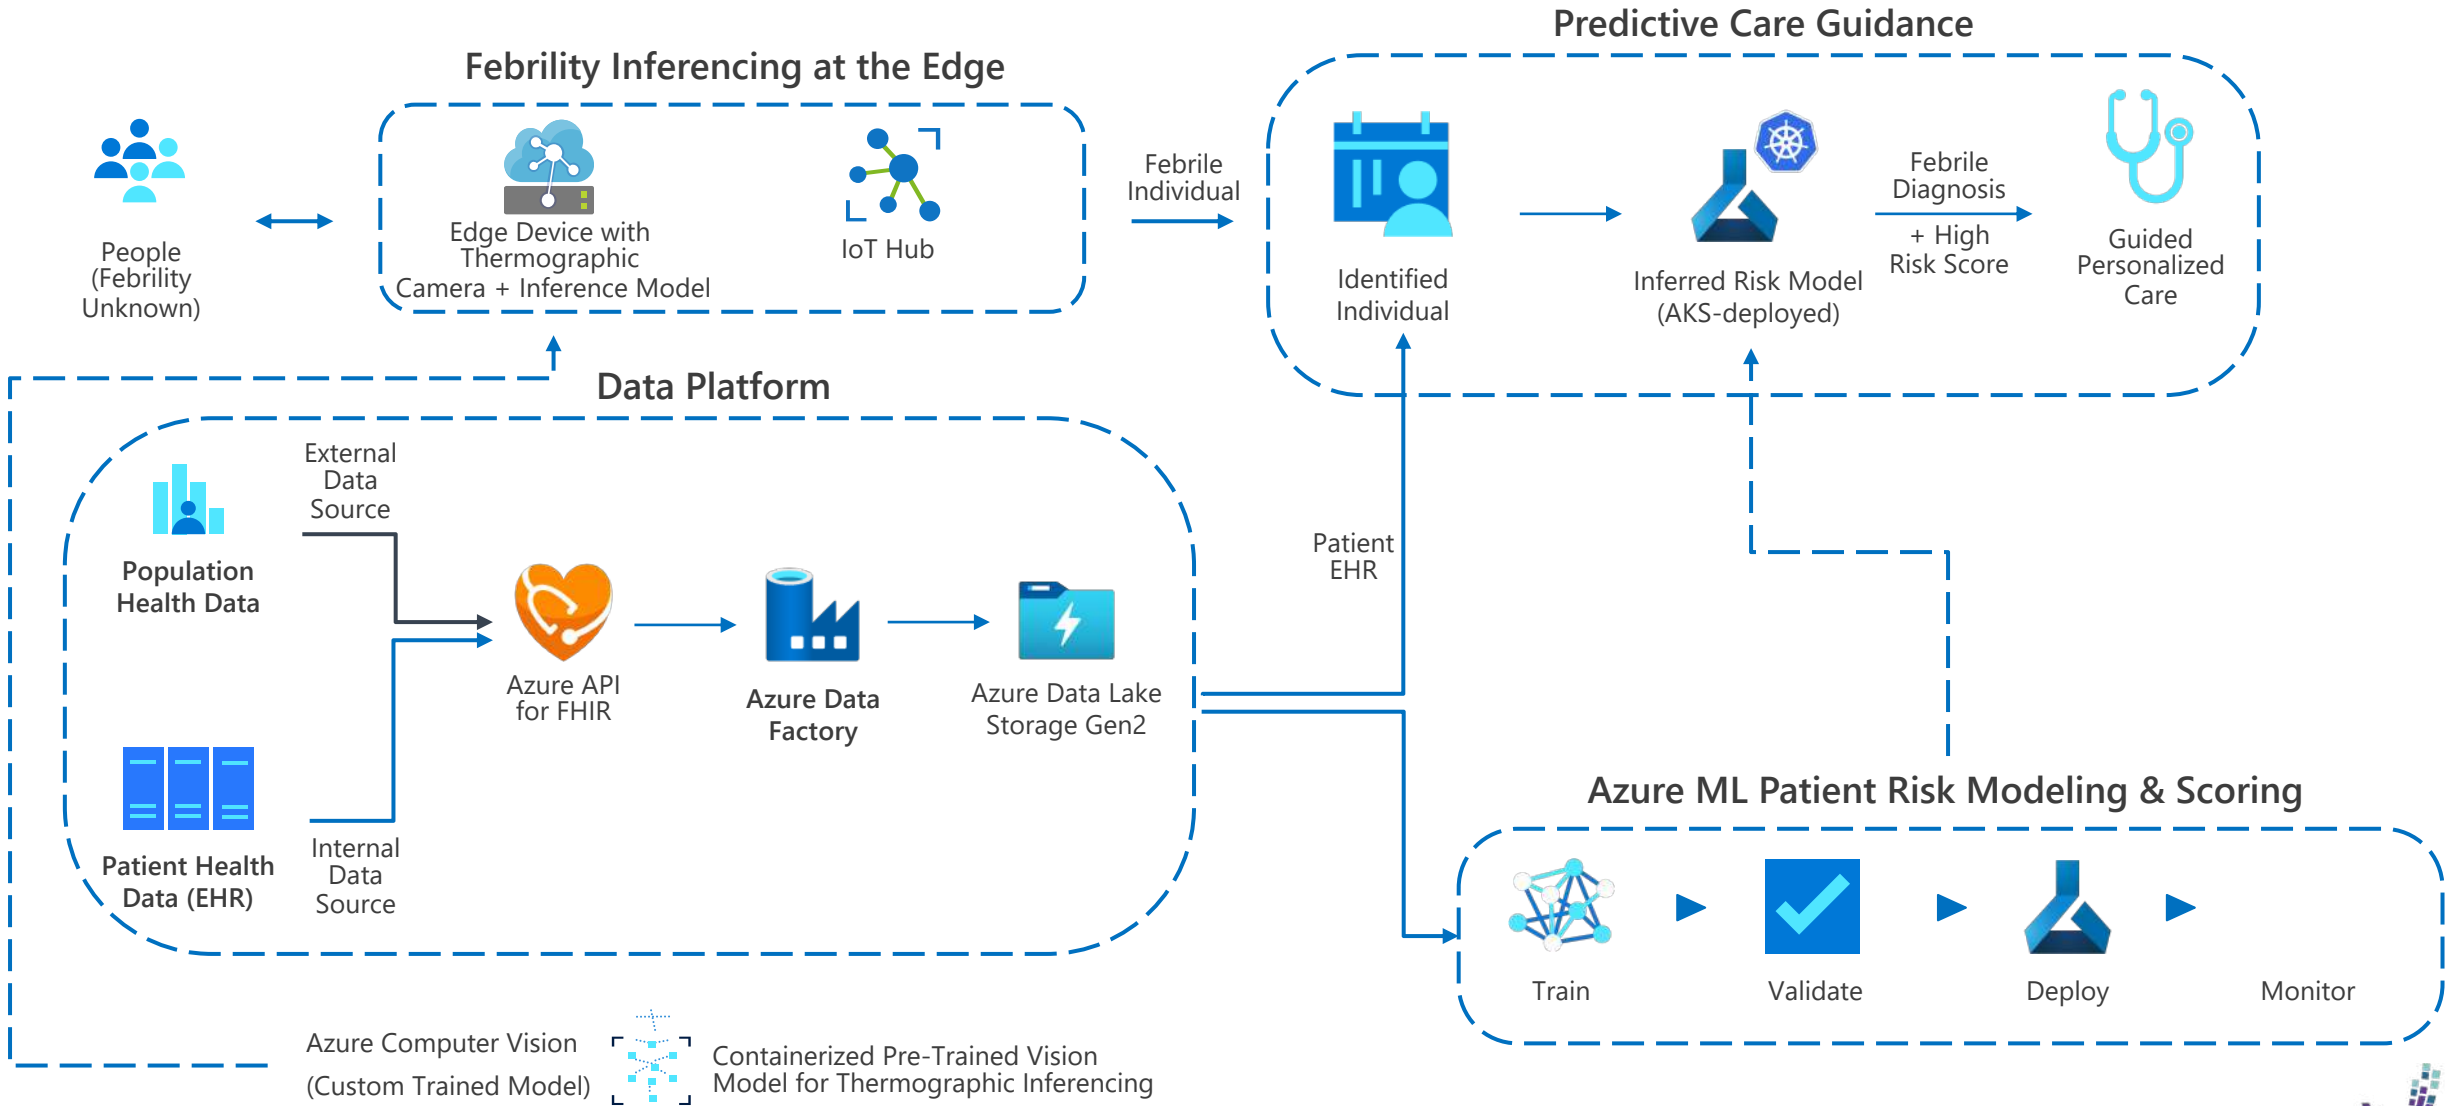 Predictive Care Guidance
Febrility Inferencing at the Edge
People
(Febrility
Unknown)
Edge Device with
Thermographic
Camera + Inference Model
IoT Hub
Febrile
Individual
Identified
Individual
Inferred Risk Model
(AKS-deployed)
Febrile
Diagnosis
+ High
Risk Score
Guided
Personalized
Care
Data Platform
External
Data
Source
Population
Health Data
Azure API
for FHIR
Azure Data
Factory
Azure Data Lake
Storage Gen2
Patient
EHR
Patient Health
Data (EHR)
Internal
Data
Source
Azure ML Patient Risk Modeling & Scoring
Train
Validate
Deploy
Monitor
Azure Computer Vision
(Custom Trained Model)
Containerized Pre-Trained Vision
Model for Thermographic Inferencing